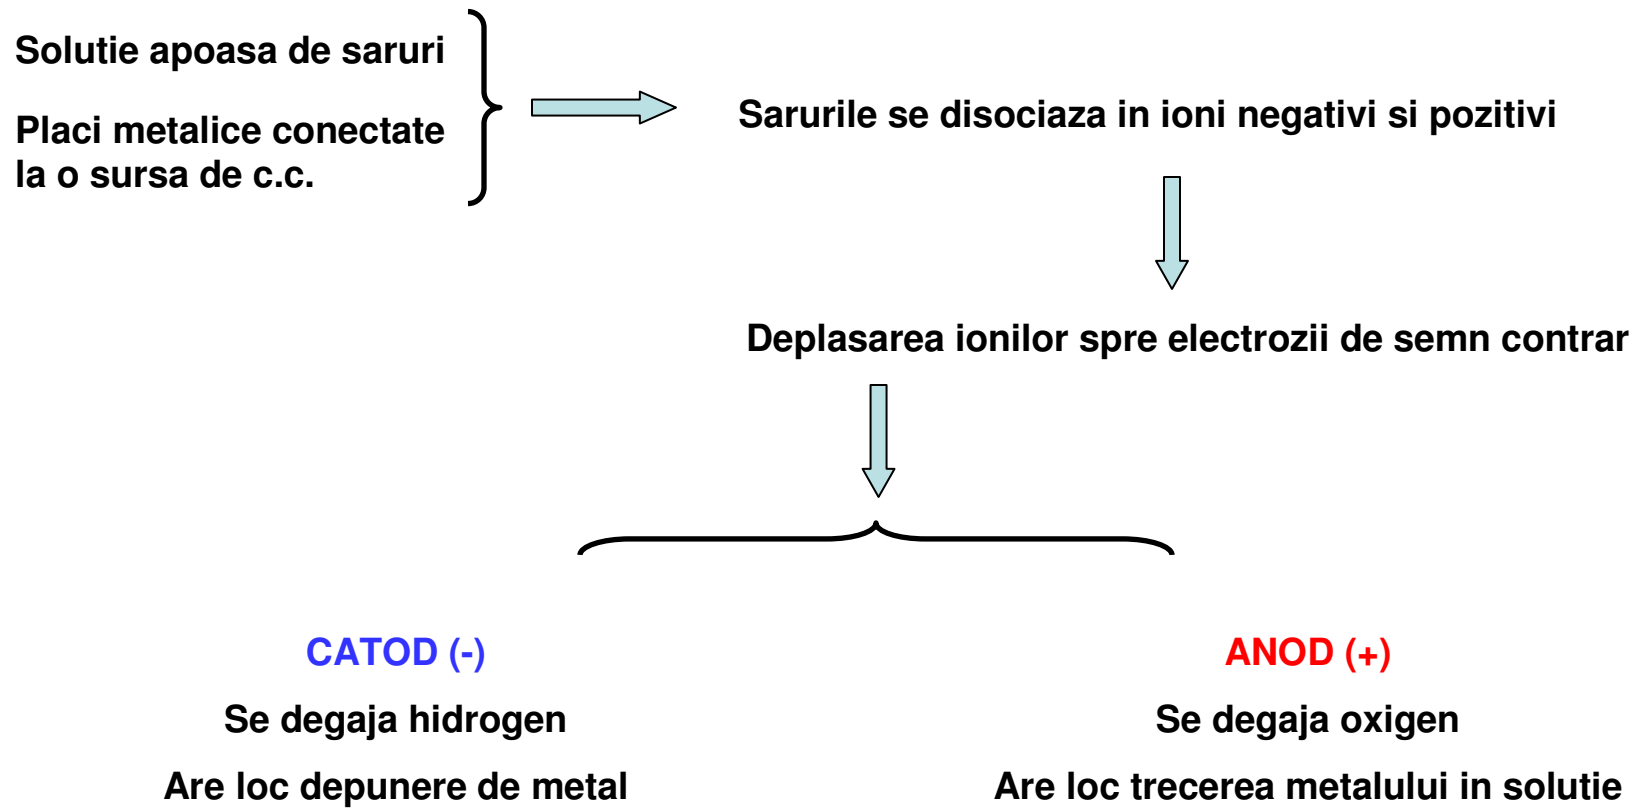 Solutie apoasa de saruri
Placi metalice conectate
la o sursa de c.c.
Sarurile se disociaza in ioni negativi si pozitivi
Deplasarea ionilor spre electrozii de semn contrar
CATOD (-)
Se degaja hidrogen
Are loc depunere de metal
ANOD (+)
Se degaja oxigen
Are loc trecerea metalului in solutie